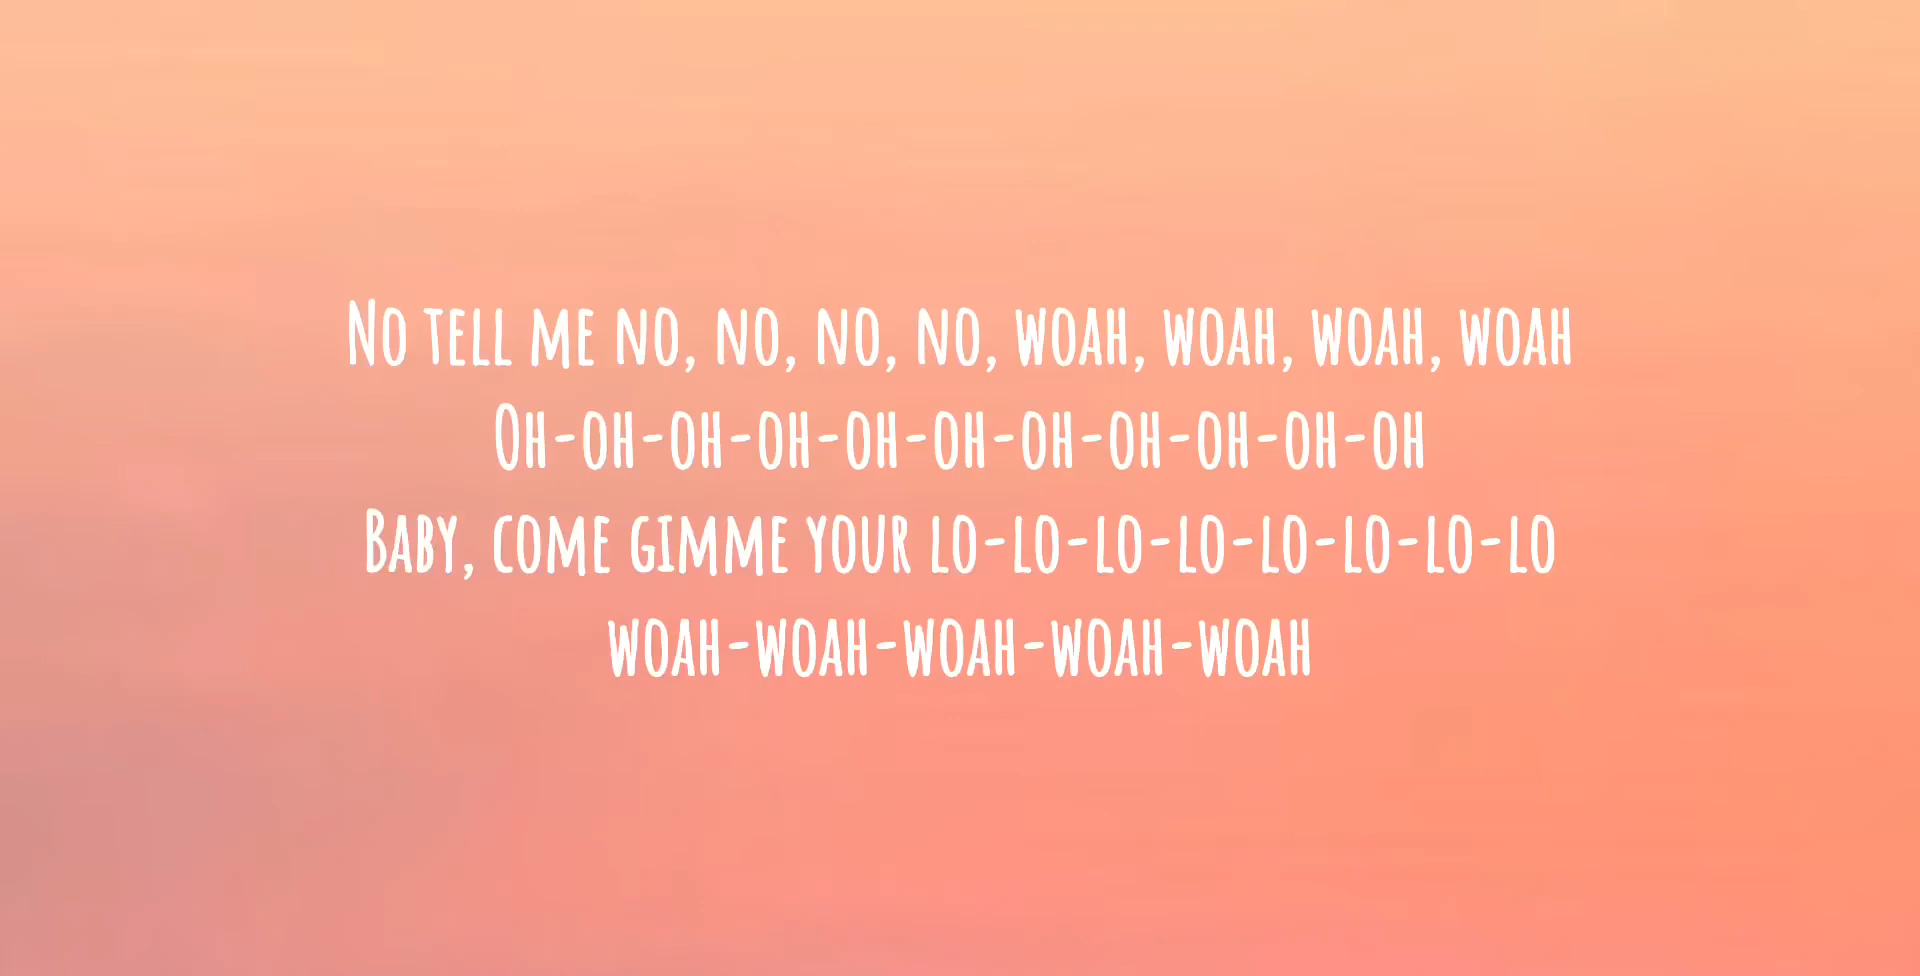 No tell me no, no, no, no, woah, woah, woah, woah
Oh-oh-oh-oh-oh-oh-oh-oh-oh-oh-oh
Baby, come gimme your lo-lo-lo-lo-lo-lo-lo-lo
woah-woah-woah-woah-woah